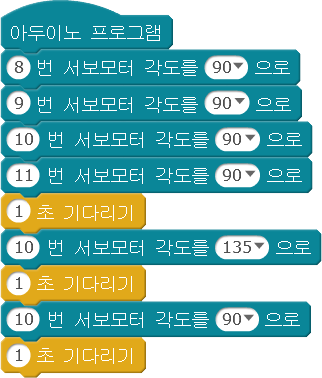 아두이노 프로그램
8 번 서보모터 각도를 90 으로
9 번 서보모터 각도를 90 으로
10 번 서보모터 각도를 90 으로
11 번 서보모터 각도를 90 으로
1 초 기다리기
10 번 서보모터 각도를 135 으로
1 초 기다리기
10 번 서보모터 각도를 90 으로
1 초 기다리기